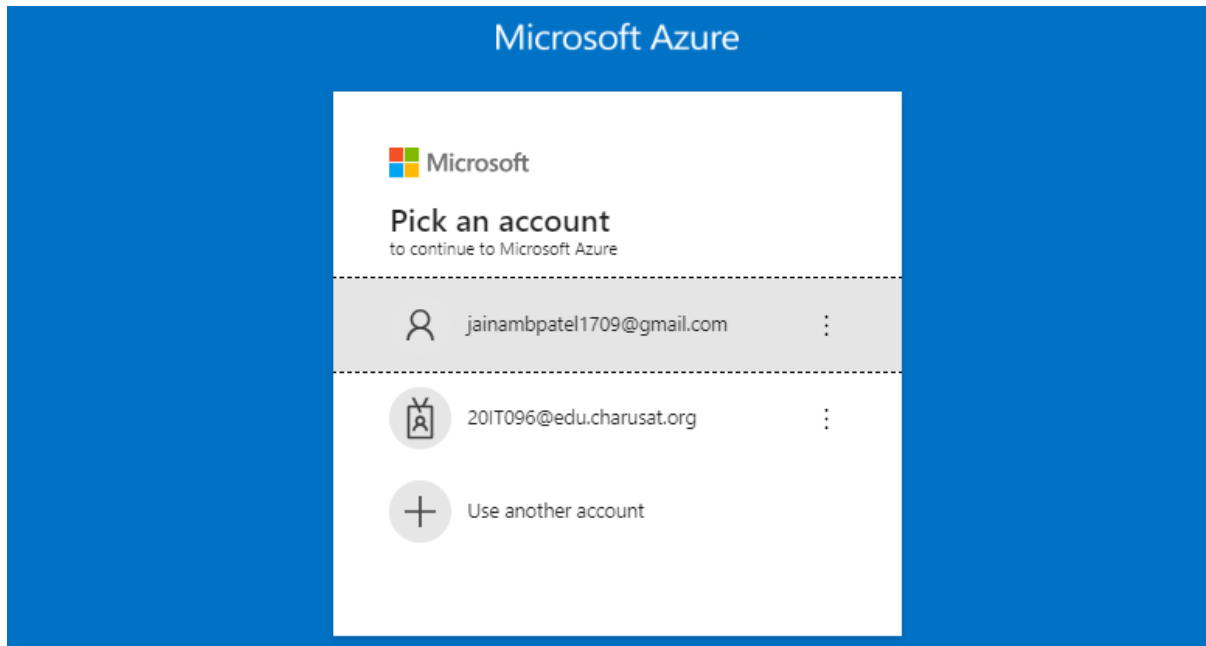 Microsoft Azure
Microsoft
Pick an account
to continue to Microsoft Azure
jainambpatel1709@gmail.com
20IT096@edu.charusat.org
Use another account